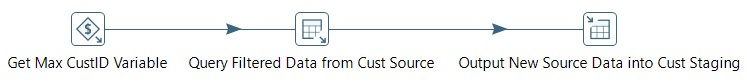 Get Max CustID Variable
Query Filtered Data from Cust Source
Output New Source Data into Cust Staging